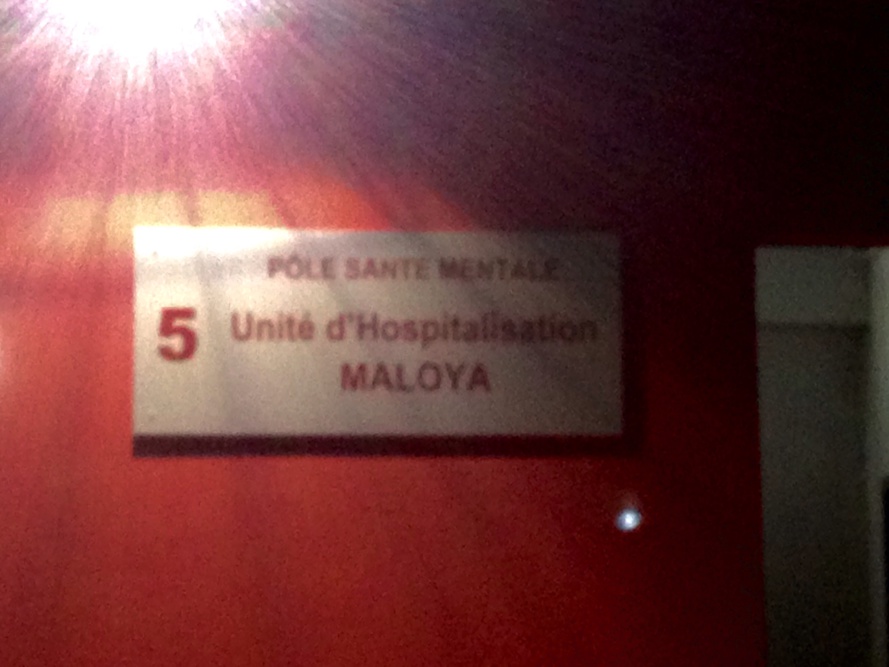 PÔLE SANTE MENTALE
5 Unité d'Hospitalisation
MALOYA